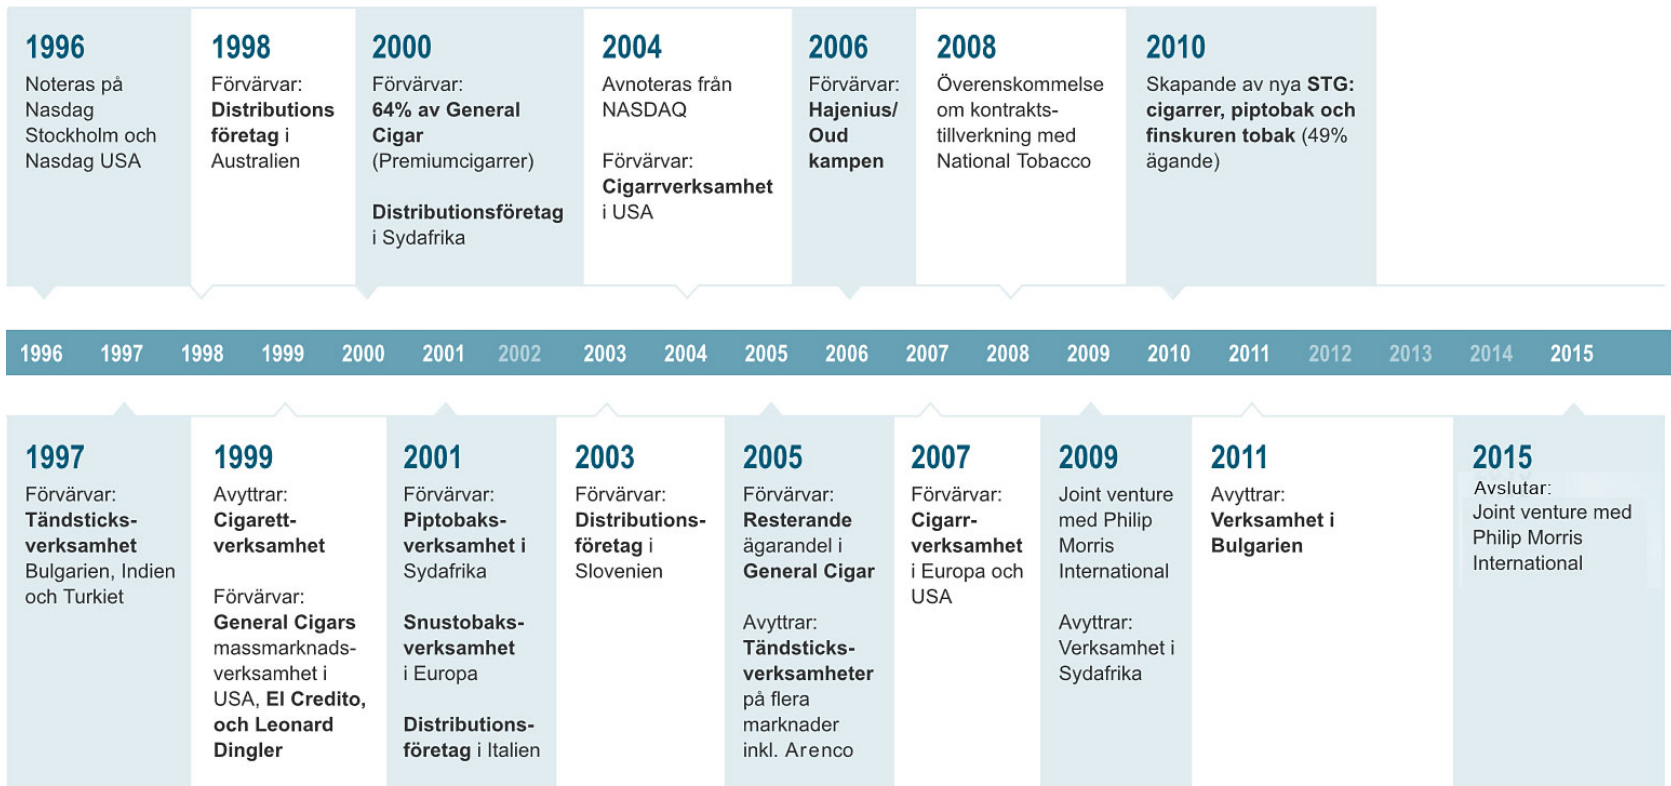 1996
Noteras på
Nasdag
Stockholm och
Nasdag USA
1998
Förvärvar:
Distributions
företag i
Australien
2000
Förvärvar:
64% av General
Cigar
(Premiumcigarrer)
Distributionsföretag
i Sydafrika
2004
Avnoteras från
NASDAQ
Förvärvar:
Cigarrverksamhet
i USA
2006
Förvärvar:
Hajenius/
Oud
kampen
2008
Överenskommelse
om kontrakts-
tillverkning med
National Tobacco
2010
Skapande av nya STG:
cigarrer, piptobak och
finskuren tobak (49%
ägande)
1996 1997 1998 1999 2000 2001 2002 2003 2004 2005 2006 2007 2008 2009 2010 2011 2012 2013 2014 2015
1997
Förvärvar:
Tändsticks-
verksamhet
Bulgarien, Indien
och Turkiet
1999
Avyttrar:
Cigarett-
verksamhet
Förvärvar:
General Cigars
massmarknads-
verksamhet i
USA, El Credito,
och Leonard
Dingler
2001
Förvärvar:
Piptobaks-
verksamhet i
Sydafrika
Snustobaks-
verksamhet
i Europa
Distributions-
företag i Italien
2003
Förvärvar:
Distributions-
företag i
Slovenien
2005
Förvärvar:
Resterande
ägarandel i
General Cigar
Avyttrar:
Tändsticks-
verksamheter
på flera
marknader
inkl. Arenco
2007
Förvärvar:
Cigarr-
verksamhet
i Europa och
USA
2009
Joint venture
med Philip
Morris
International
Avyttrar:
Verksamhet i
Sydafrika
2011
Avyttrar:
Verksamhet i
Bulgarien
2015
Avslutar:
Joint venture med
Philip Morris
International